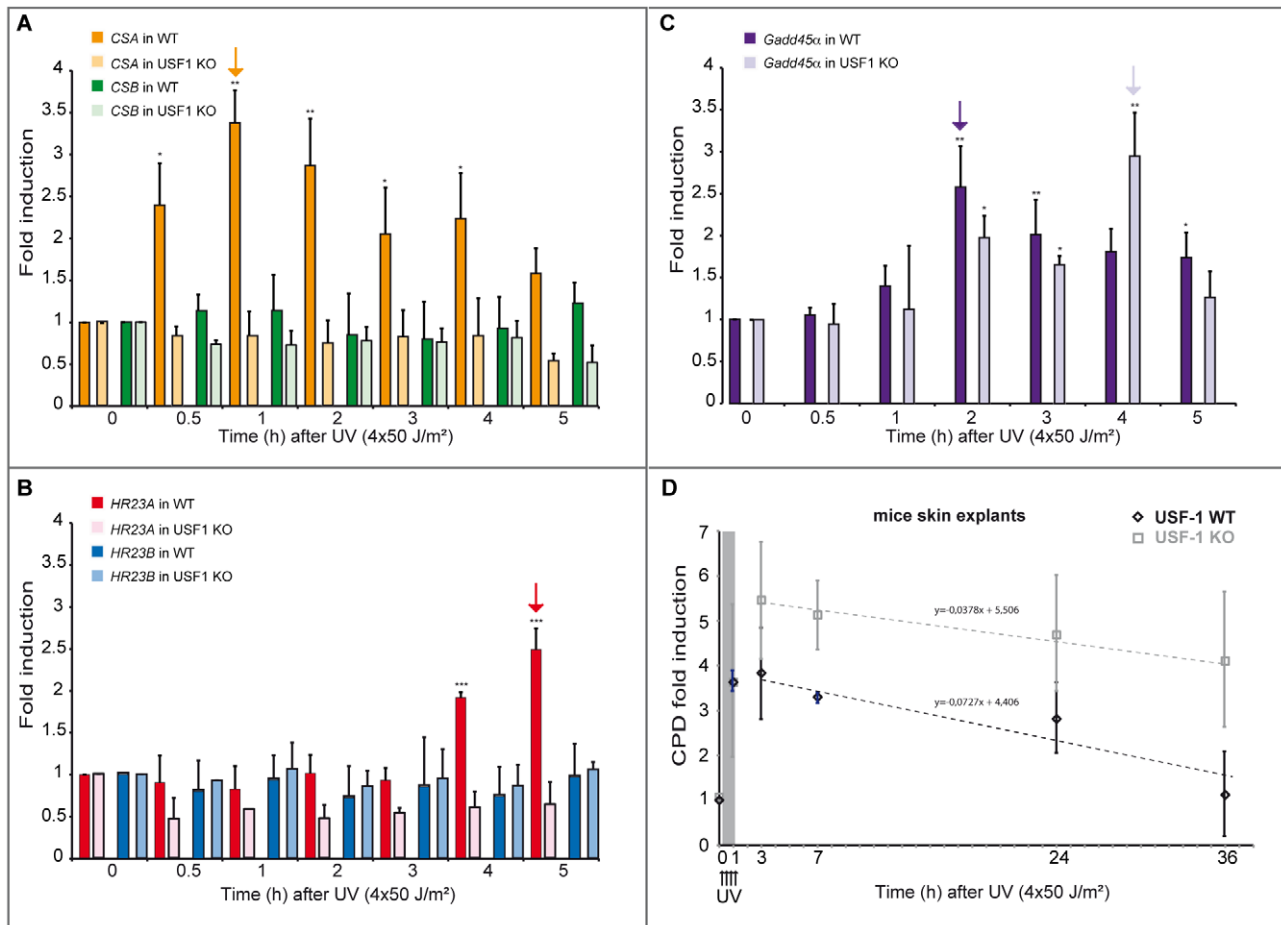 A
CSA in WT
CSA in USF1 KO
CSB in WT
CSB in USF1 KO
Fold induction
4
3.5
3
2.5
2
1.5
1
0.5
0
* ** ** * *
0 0.5 1 2 3 4 5
Time (h) after UV (4x50 J/m²)
B
HR23A in WT
HR23A in USF1 KO
HR23B in WT
HR23B in USF1 KO
Fold induction
4
3.5
3
2.5
2
1.5
1
0.5
0
*** ***
0 0.5 1 2 3 4 5
Time (h) after UV (4x50 J/m²)
C
Gadd45α in WT
Gadd45α in USF1 KO
Fold induction
4
3.5
3
2.5
2
1.5
1
0.5
0
** * ** * ** *
0 0.5 1 2 3 4 5
Time (h) after UV (4x50 J/m²)
D
mice skin explants
USF-1 WT
USF-1 KO
CPD fold induction
7
6
5
4
3
2
1
0
y=-0,0378x + 5,506
y=-0,0727x + 4,406
0 1 3 7 24 36
UV
Time (h) after UV (4x50 J/m²)